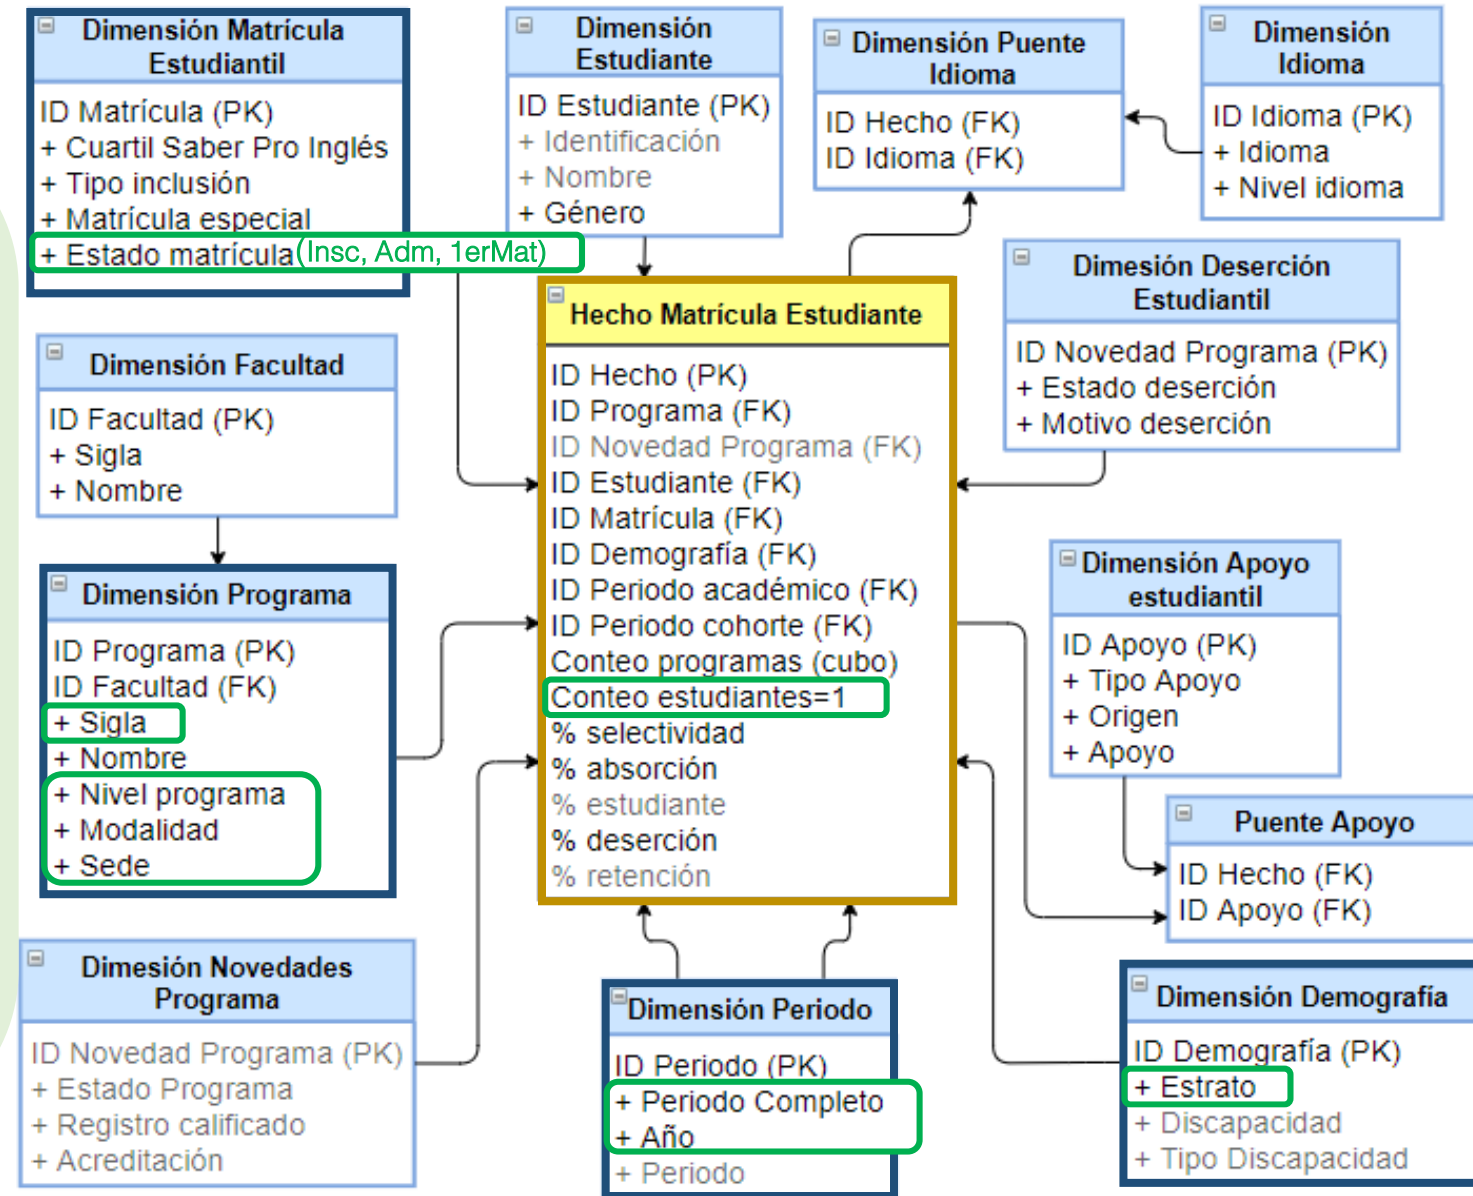 Dimensión Matrícula
Estudiantil
ID Matrícula (PK)
+ Cuartil Saber Pro Inglés
+ Tipo inclusión
+ Matrícula especial
+ Estado matrícula(Insc, Adm, 1erMat)
Dimensión
Estudiante
ID Estudiante (PK)
+ Identificación
+ Nombre
+ Género
Dimensión Puente
Idioma
ID Hecho (FK)
ID Idioma (FK)
Dimensión
Idioma
ID Idioma (PK)
+ Idioma
+ Nivel idioma
Dimesión Deserción
Estudiantil
ID Novedad Programa (PK)
+ Estado deserción
+ Motivo deserción
Hecho Matrícula Estudiante
ID Hecho (PK)
ID Programa (FK)
ID Novedad Programa (FK)
ID Estudiante (FK)
ID Matrícula (FK)
ID Demografía (FK)
ID Periodo académico (FK)
ID Periodo cohorte (FK)
Conteo programas (cubo)
Conteo estudiantes=1
% selectividad
% absorción
% estudiante
% deserción
% retención
Dimensión Facultad
ID Facultad (PK)
+ Sigla
+ Nombre
Dimensión Programa
ID Programa (PK)
ID Facultad (FK)
+ Sigla
+ Nombre
+ Nivel programa
+ Modalidad
+ Sede
Dimensión Apoyo
estudiantil
ID Apoyo (PK)
+ Tipo Apoyo
+ Origen
+ Apoyo
Puente Apoyo
ID Hecho (FK)
ID Apoyo (FK)
Dimesión Novedades
Programa
ID Novedad Programa (PK)
+ Estado Programa
+ Registro calificado
+ Acreditación
Dimensión Periodo
ID Periodo (PK)
+ Periodo Completo
+ Año
+ Periodo
Dimensión Demografía
ID Demografía (PK)
+ Estrato
+ Discapacidad
+ Tipo Discapacidad